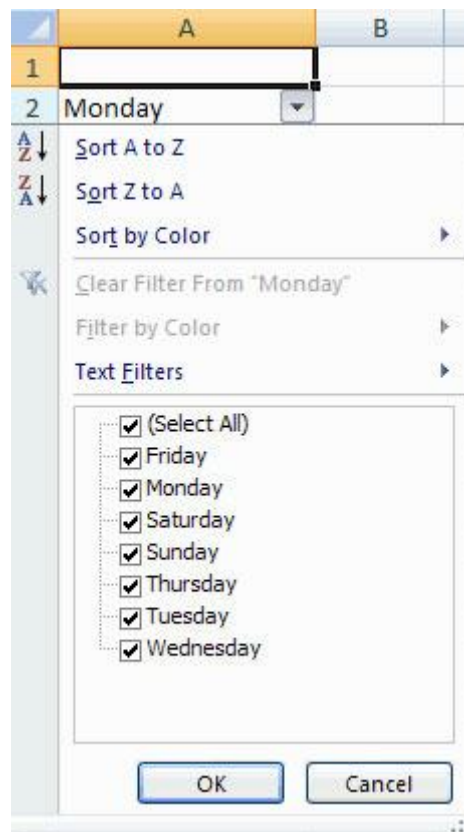 A B
1
2 Monday
A Z Sort A to Z
Z A Sort Z to A
Sort by Color
Clear Filter From "Monday"
Filter by Color
Text Filters
(Select All)
Friday
Monday
Saturday
Sunday
Thursday
Tuesday
Wednesday
OK Cancel